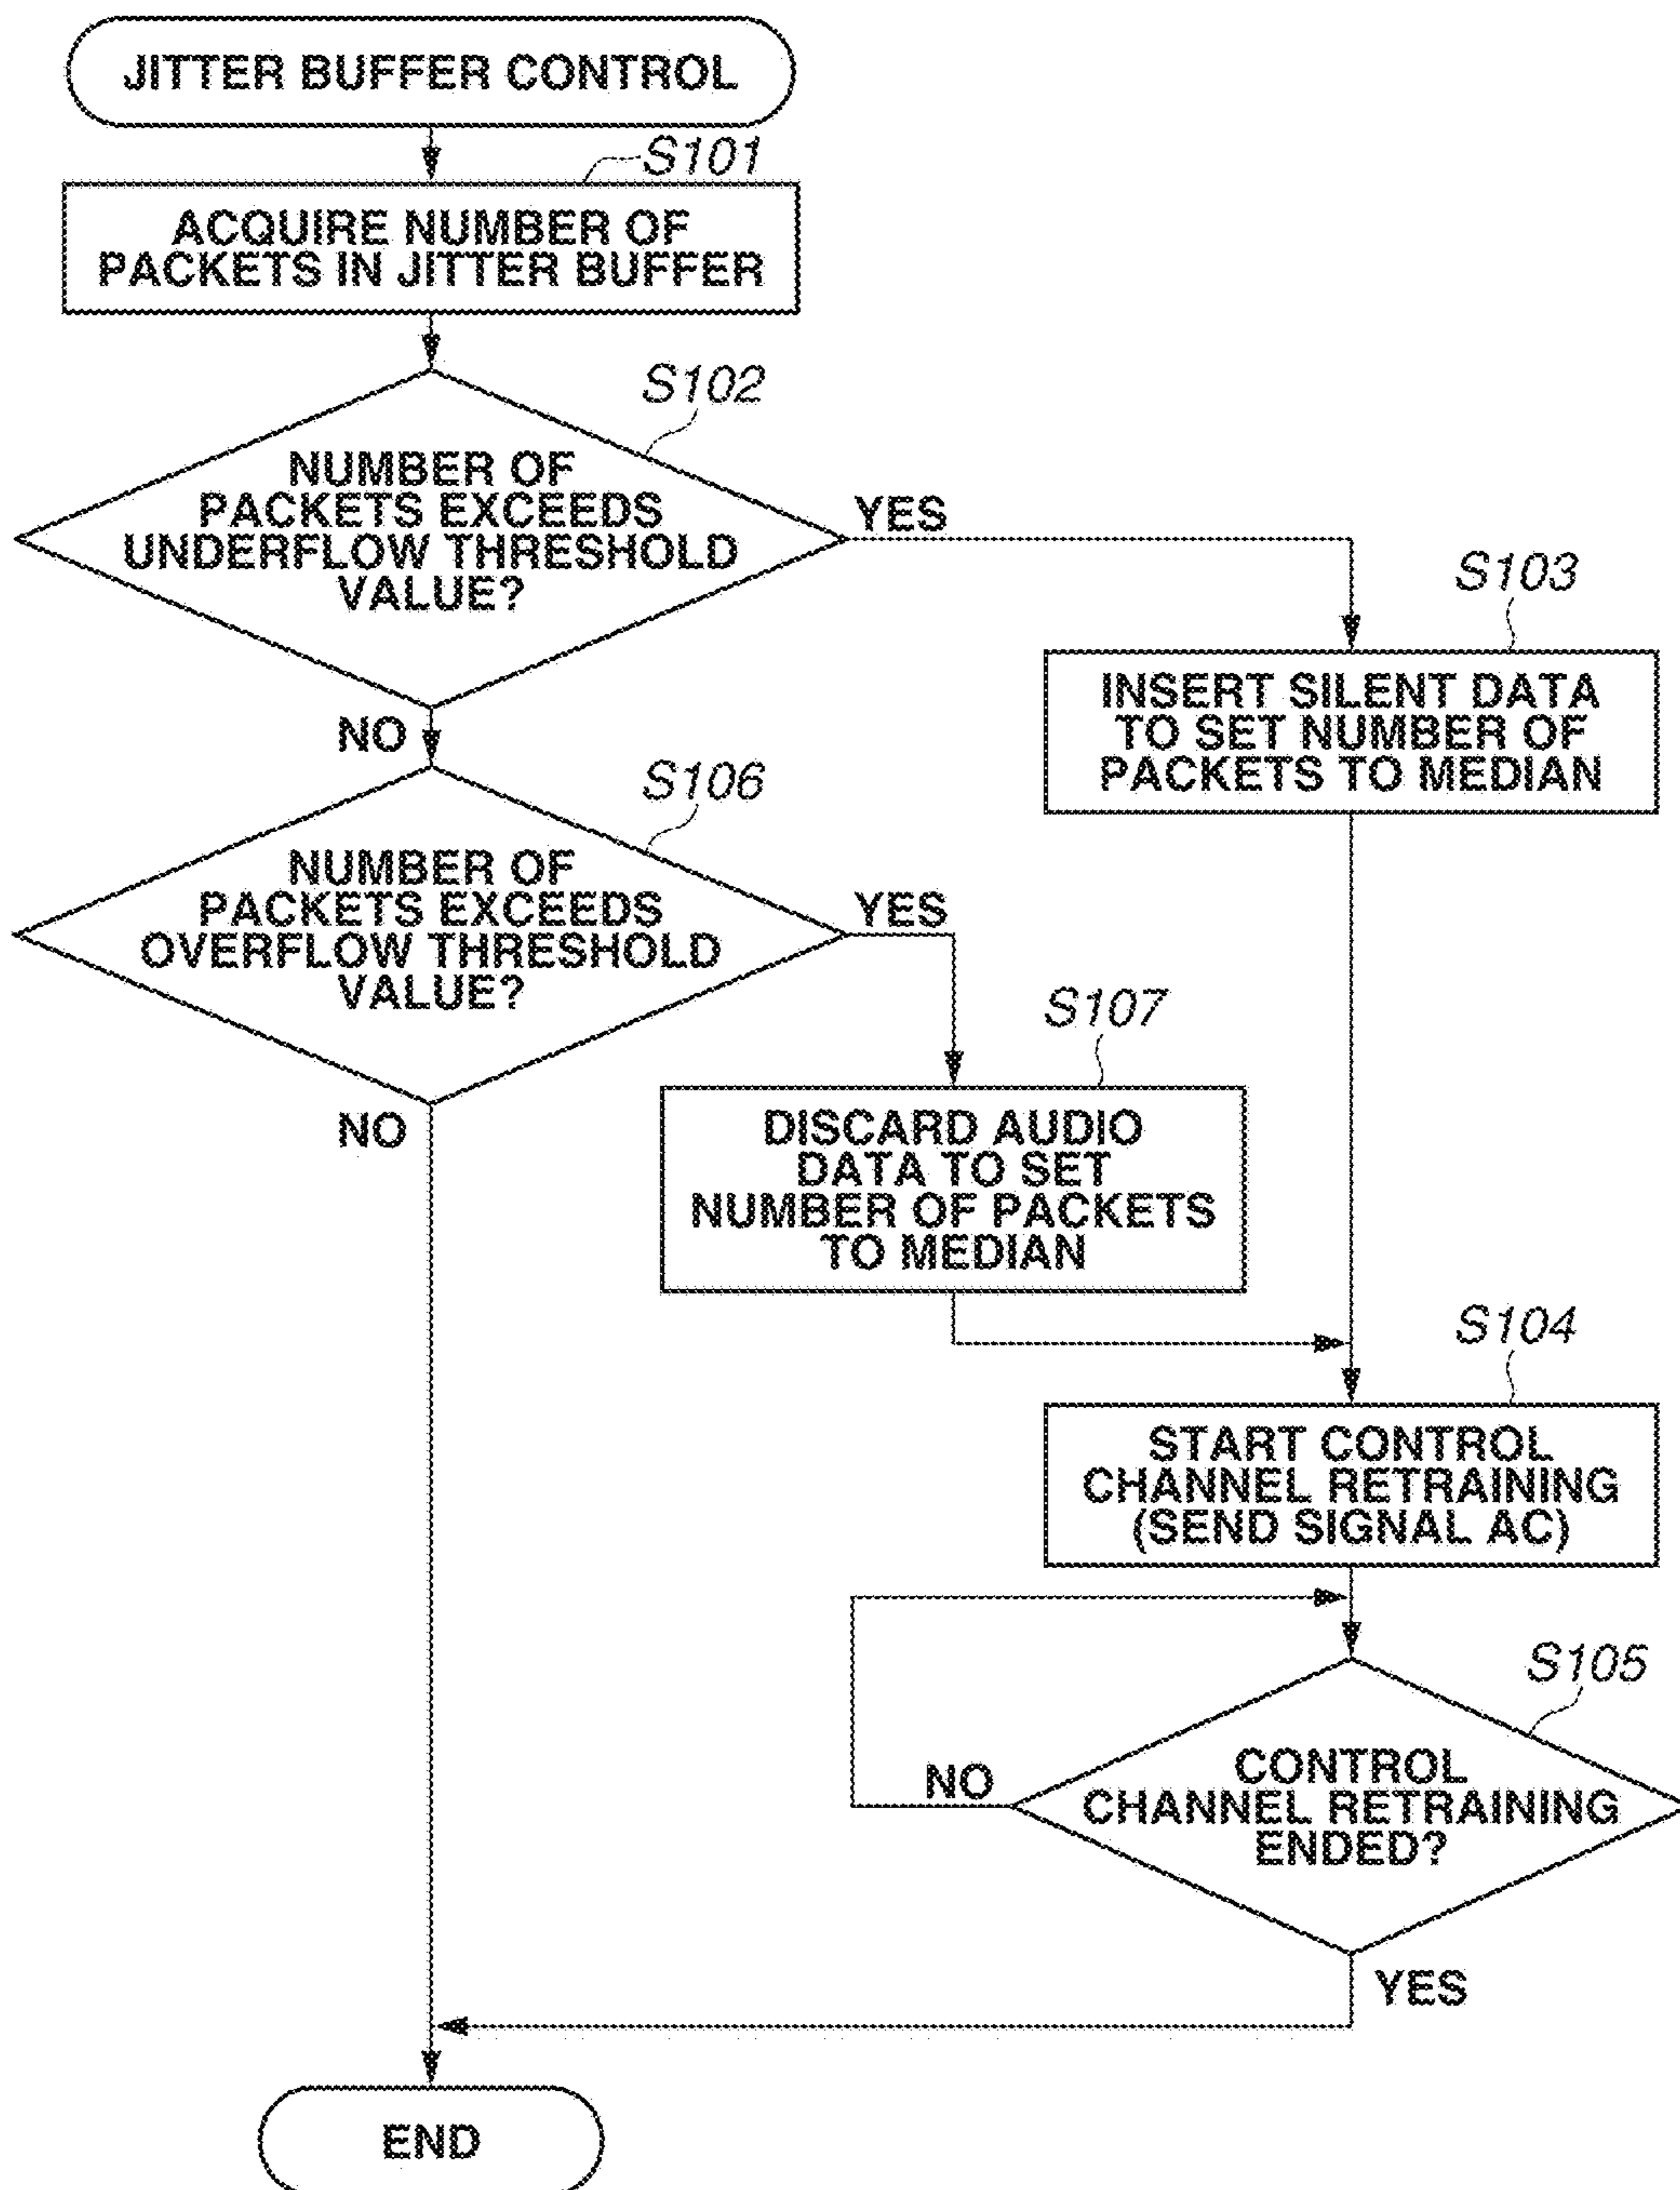 JITTER BUFFER CONTROL
S101
ACQUIRE NUMBER OF
PACKETS IN JITTER BUFFER
S102
NUMBER OF
PACKETS EXCEEDS
UNDERFLOW THRESHOLD
VALUE?
YES
NO
S103
INSERT SILENT DATA
TO SET NUMBER OF
PACKETS TO MEDIAN
S106
NUMBER OF
PACKETS EXCEEDS
OVERFLOW THRESHOLD
VALUE?
YES
NO
S107
DISCARD AUDIO
DATA TO SET
NUMBER OF PACKETS
TO MEDIAN
S104
START CONTROL
CHANNEL RETRAINING
(SEND SIGNAL AC)
S105
CONTROL
CHANNEL RETRAINING
ENDED?
NO
YES
END